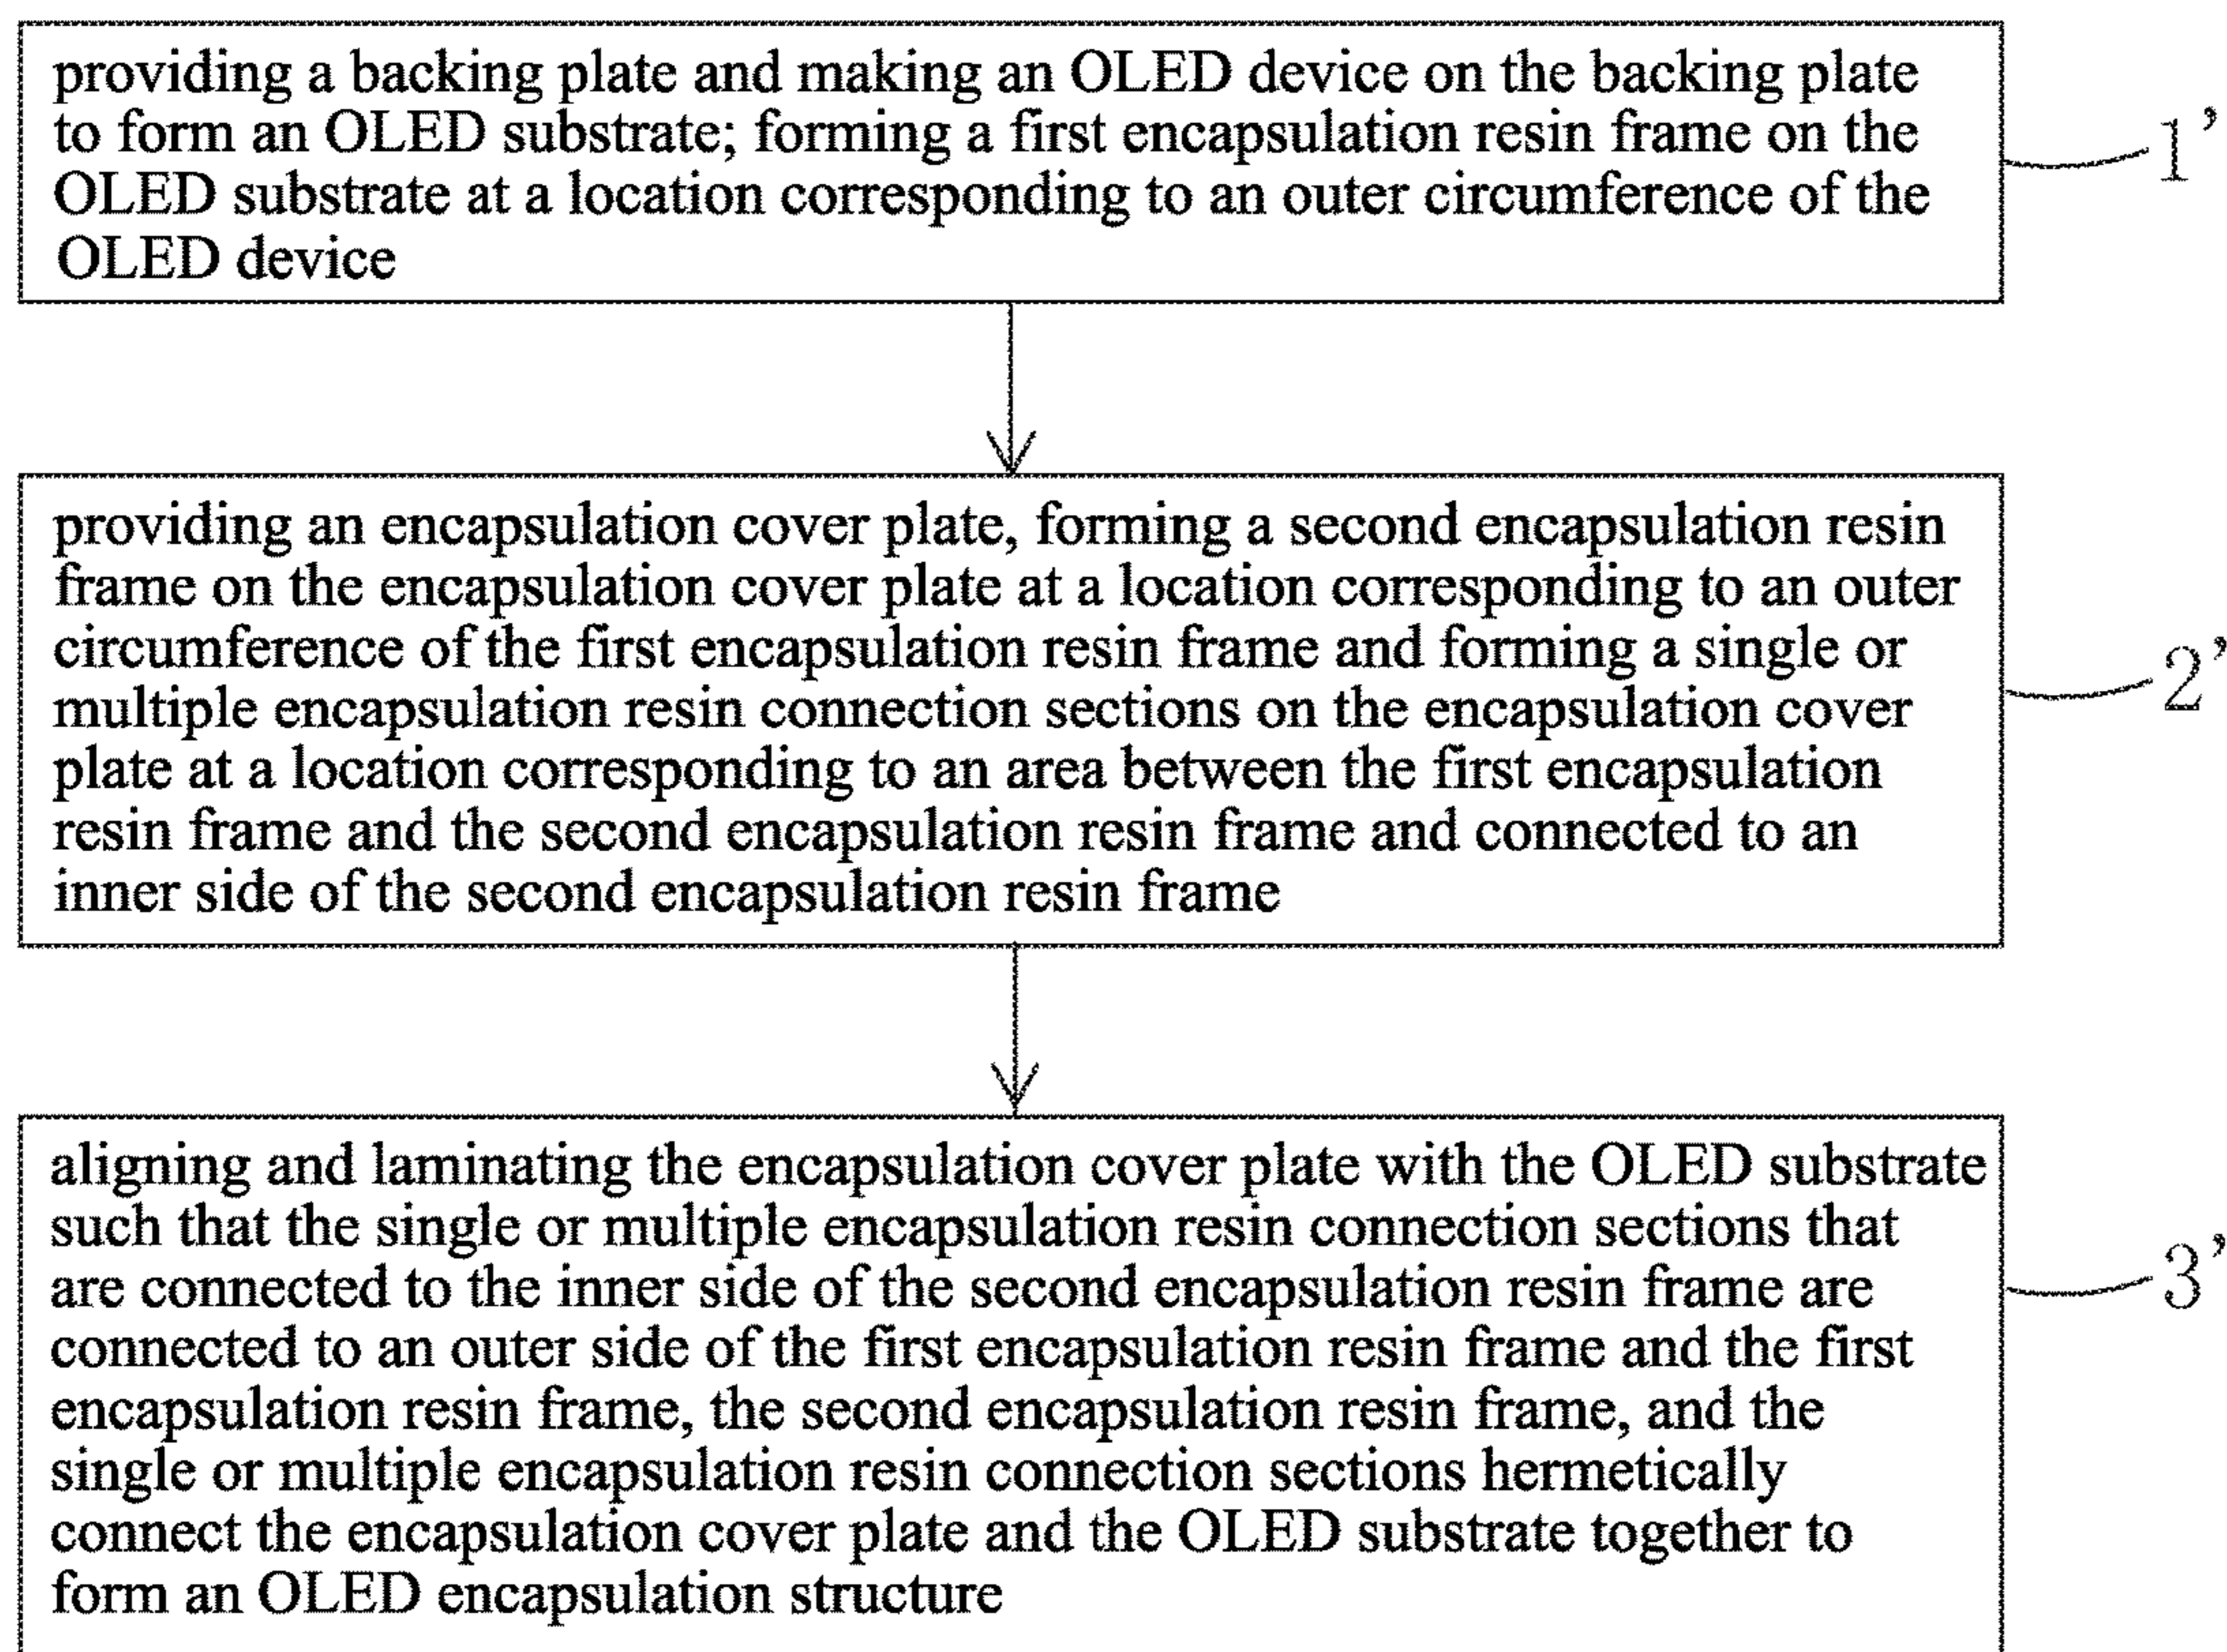 providing a backing plate and making an OLED device on the backing plate
to form an OLED substrate; forming a first encapsulation resin frame on the
OLED substrate at a location corresponding to an outer circumference of the
OLED device
1’
providing an encapsulation cover plate, forming a second encapsulation resin
frame on the encapsulation cover plate at a location corresponding to an outer
circumference of the first encapsulation resin frame and forming a single or
multiple encapsulation resin connection sections on the encapsulation cover
plate at a location corresponding to an area between the first encapsulation
resin frame and the second encapsulation resin frame and connected to an
inner side of the second encapsulation resin frame
2’
aligning and laminating the encapsulation cover plate with the OLED substrate
such that the single or multiple encapsulation resin connection sections that
are connected to the inner side of the second encapsulation resin frame are
connected to an outer side of the first encapsulation resin frame and the first
encapsulation resin frame, the second encapsulation resin frame, and the
single or multiple encapsulation resin connection sections hermetically
connect the encapsulation cover plate and the OLED substrate together to
form an OLED encapsulation structure
3’